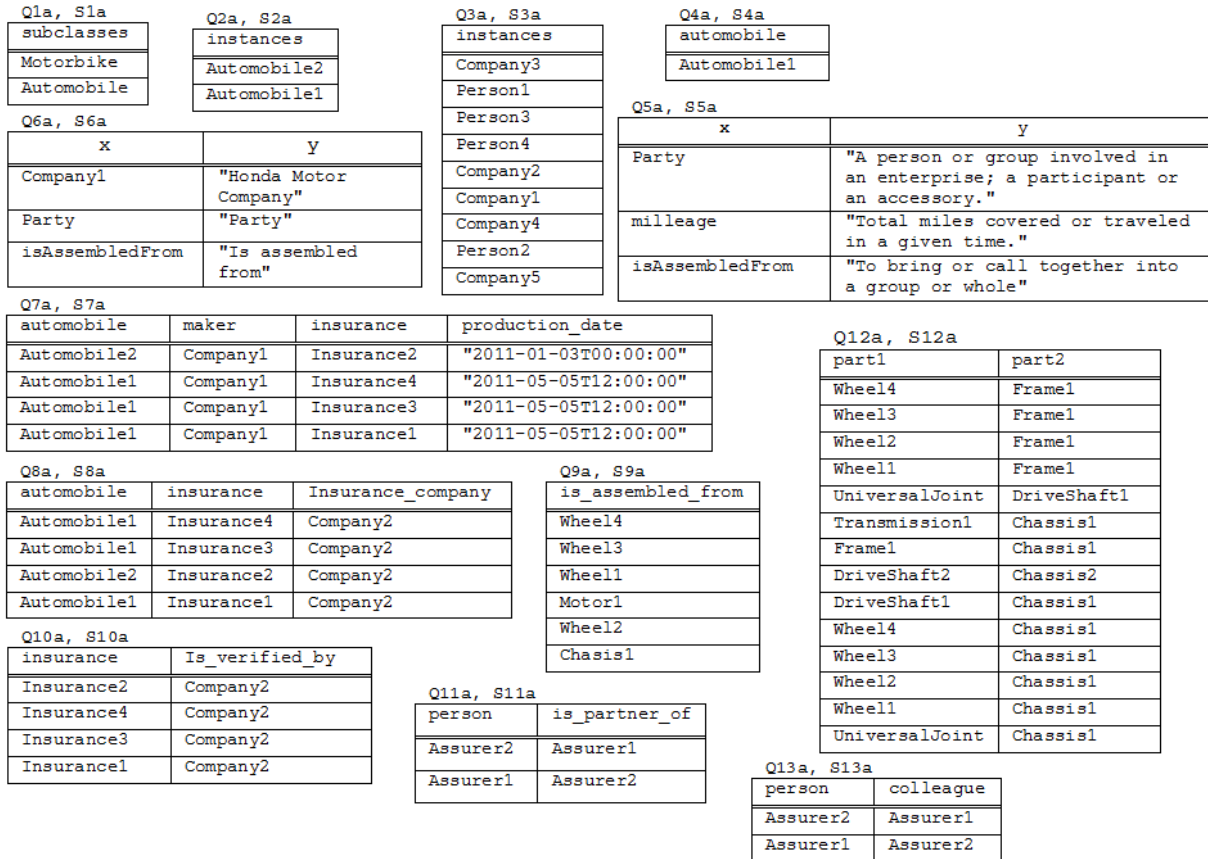 Q1a, S1a
subclasses
Motorbike
Automobile
Q2a, S2a
instances
Automobile2
Automobile1
Q3a, S3a
instances
Company3
Person1
Person3
Person4
Company2
Company1
Company4
Person2
Company5
Q4a, S4a
automobile
Automobile1
Q5a, S5a
x y
Party "A person or group involved in
an enterprise; a participant or
an accessory."
milleage "Total miles covered or traveled
in a given time."
isAssembledFrom "To bring or call together into
a group or whole"
Q6a, S6a
x y
Company1 "Honda Motor
Company"
Party "Party"
isAssembledFrom "Is assembled
from"
Q7a, S7a
automobile maker insurance production_date
Automobile2 Company1 Insurance2 "2011-01-03T00:00:00"
Automobile1 Company1 Insurance4 "2011-05-05T12:00:00"
Automobile1 Company1 Insurance3 "2011-05-05T12:00:00"
Automobile1 Company1 Insurance1 "2011-05-05T12:00:00"
Q8a, S8a
automobile insurance Insurance_company
Automobile1 Insurance4 Company2
Automobile1 Insurance3 Company2
Automobile2 Insurance2 Company2
Automobile1 Insurance1 Company2
Q9a, S9a
is_assembled_from
Wheel4
Wheel3
Wheel1
Motor1
Wheel2
Chasis1
Q10a, S10a
insurance Is_verified_by
Insurance2 Company2
Insurance4 Company2
Insurance3 Company2
Insurance1 Company2
Q11a, S11a
person is_partner_of
Assurer2 Assurer1
Assurer1 Assurer2
Q12a, S12a
part1 part2
Wheel4 Frame1
Wheel3 Frame1
Wheel2 Frame1
Wheel1 Frame1
UniversalJoint DriveShaft1
Transmission1 Chassis1
Frame1 Chassis1
DriveShaft2 Chassis2
DriveShaft1 Chassis1
Wheel4 Chassis1
Wheel3 Chassis1
Wheel2 Chassis1
Wheel1 Chassis1
UniversalJoint Chassis1
Q13a, S13a
person colleague
Assurer2 Assurer1
Assurer1 Assurer2